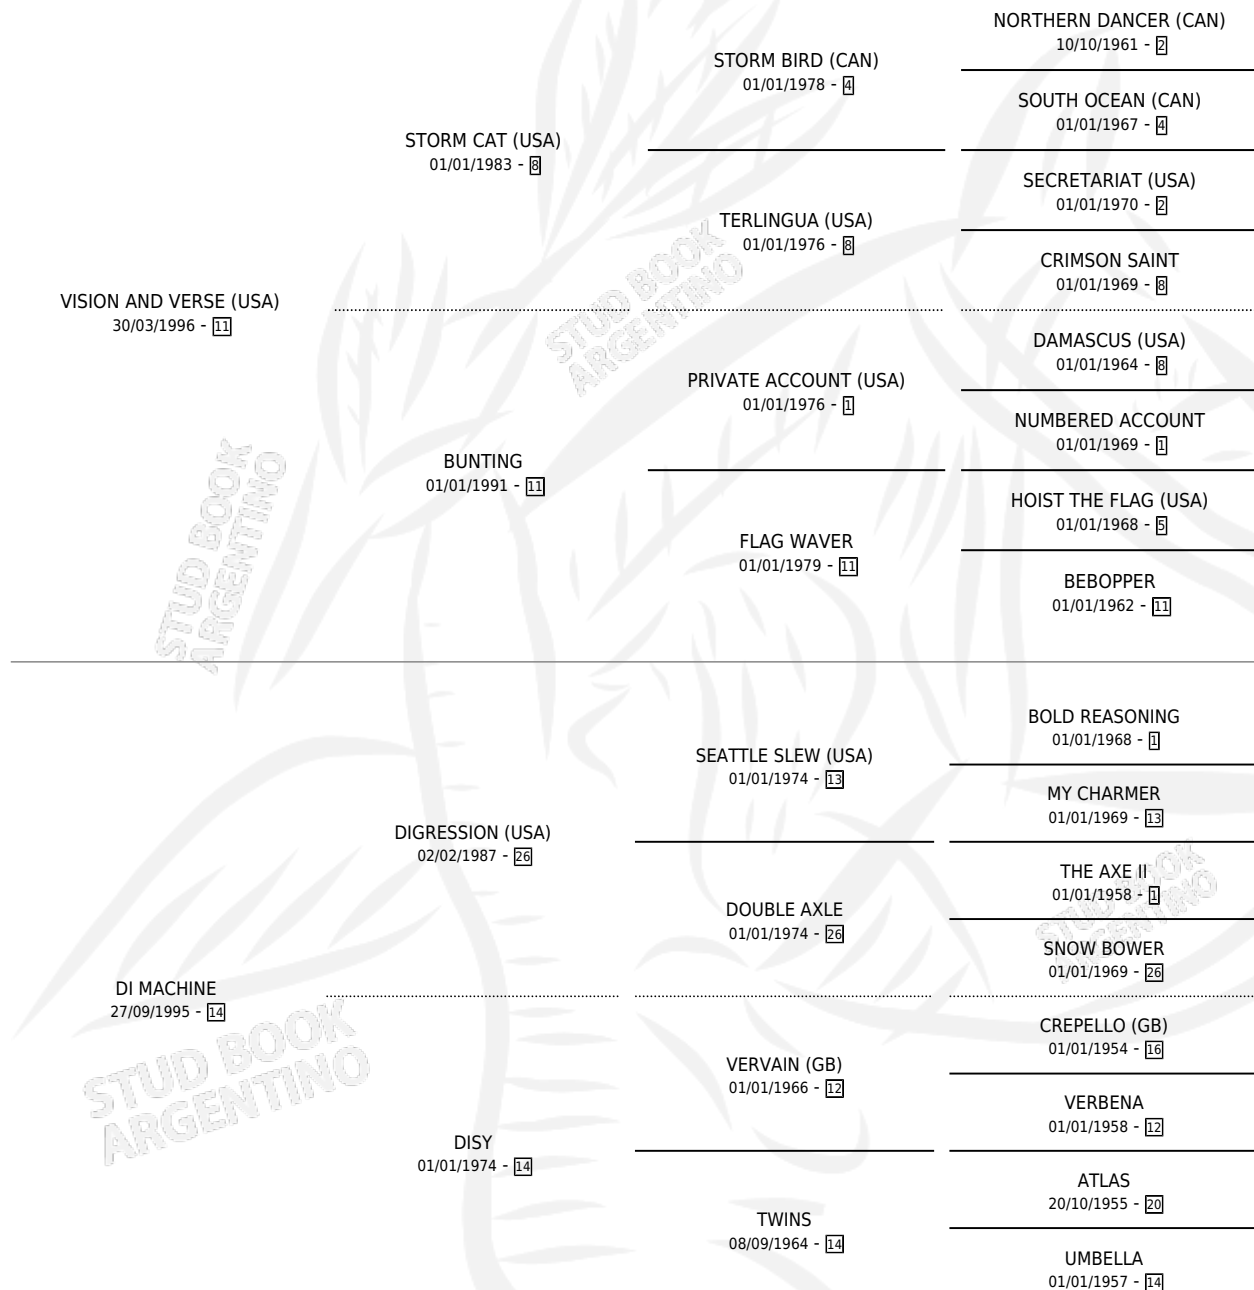 NORTHERN DANCER (CAN)
10/10/1961 - 2
STORM BIRD (CAN)
01/01/1978 - 4
SOUTH OCEAN (CAN)
01/01/1967 - 4
STORM CAT (USA)
01/01/1983 - 8
SECRETARIAT (USA)
01/01/1970 - 2
TERLINGUA (USA)
01/01/1976 - 8
CRIMSON SAINT
01/01/1969 - 8
VISION AND VERSE (USA)
30/03/1996 - 11
DAMASCUS (USA)
01/01/1964 - 8
PRIVATE ACCOUNT (USA)
01/01/1976 - 1
NUMBERED ACCOUNT
01/01/1969 - 1
BUNTING
01/01/1991 - 11
HOIST THE FLAG (USA)
01/01/1968 - 5
FLAG WAVER
01/01/1979 - 11
BEBOPPER
01/01/1962 - 11
BOLD REASONING
01/01/1968 - 1
SEATTLE SLEW (USA)
01/01/1974 - 13
MY CHARMER
01/01/1969 - 13
DIGRESSION (USA)
02/02/1987 - 26
THE AXE II
01/01/1958 - 1
DOUBLE AXLE
01/01/1974 - 26
SNOW BOWER
01/01/1969 - 26
DI MACHINE
27/09/1995 - 14
CREPELLO (GB)
01/01/1954 - 16
VERVAIN (GB)
01/01/1966 - 12
VERBENA
01/01/1958 - 12
DISY
01/01/1974 - 14
ATLAS
20/10/1955 - 20
TWINS
08/09/1964 - 14
UMBELLA
01/01/1957 - 14
STUD BOOK
ARGENTINO
STUD BOOK
ARGENTINO
STUD BOOK
ARGENTINO
STUD BOOK
ARGENTINO